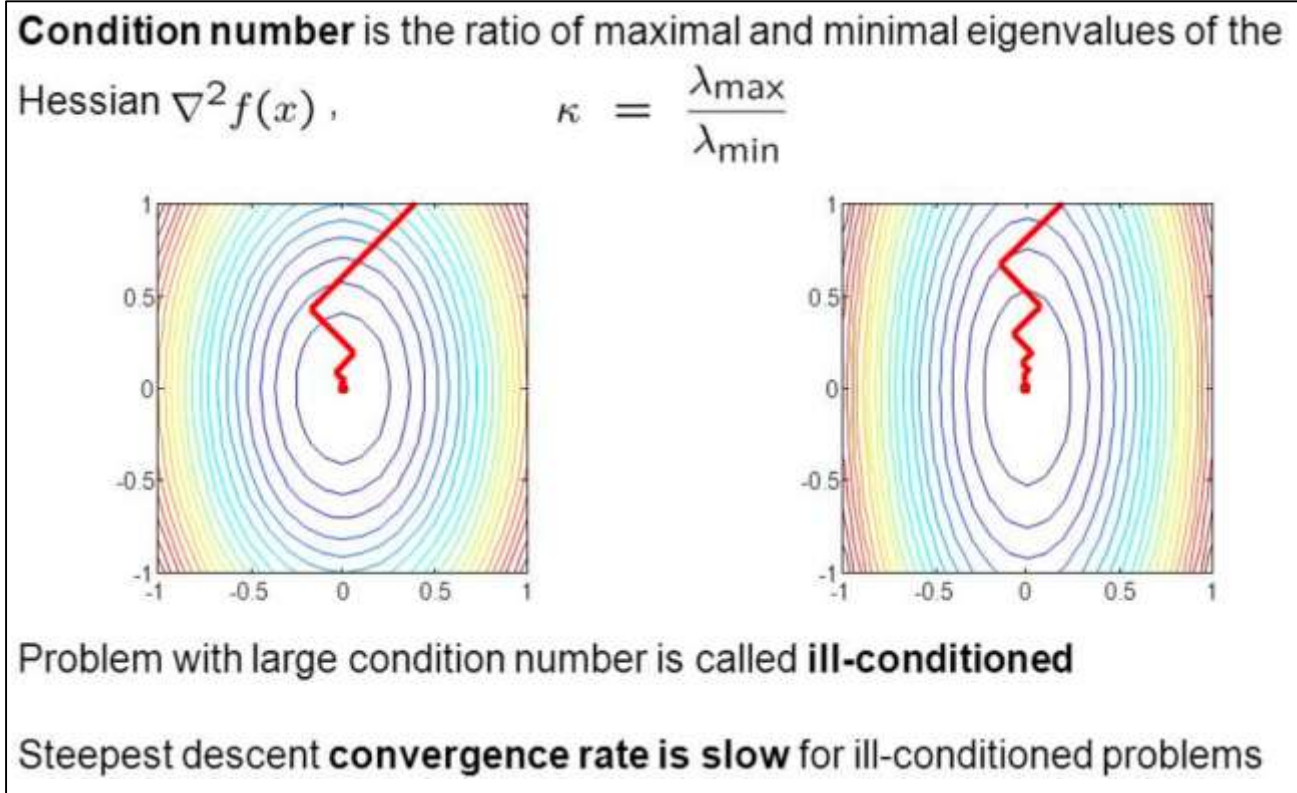 Condition number is the ratio of maximal and minimal eigenvalues of the
Hessian ∇²f(x) ,    κ = λmax / λmin
1
0.5
0
-0.5
-1
-1 -0.5 0 0.5 1
1
0.5
0
-0.5
-1
-1 -0.5 0 0.5 1
Problem with large condition number is called ill-conditioned
Steepest descent convergence rate is slow for ill-conditioned problems